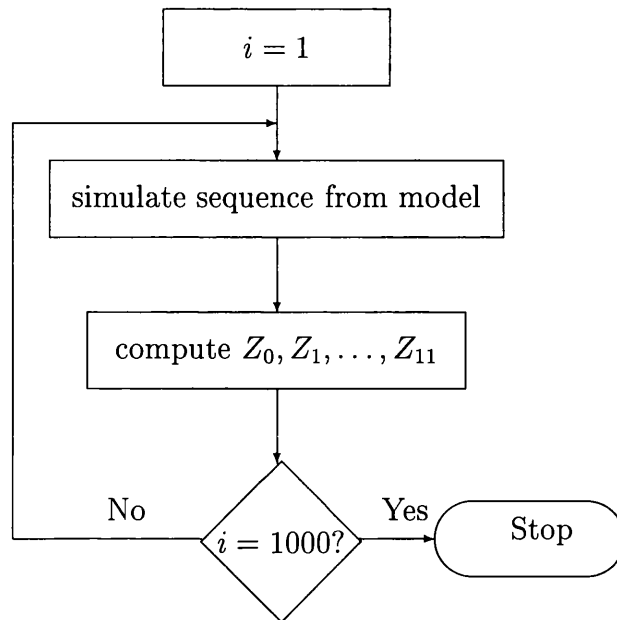 i = 1
simulate sequence from model
compute Z₀, Z₁, . . . , Z₁₁
No
Yes
i = 1000?
Stop